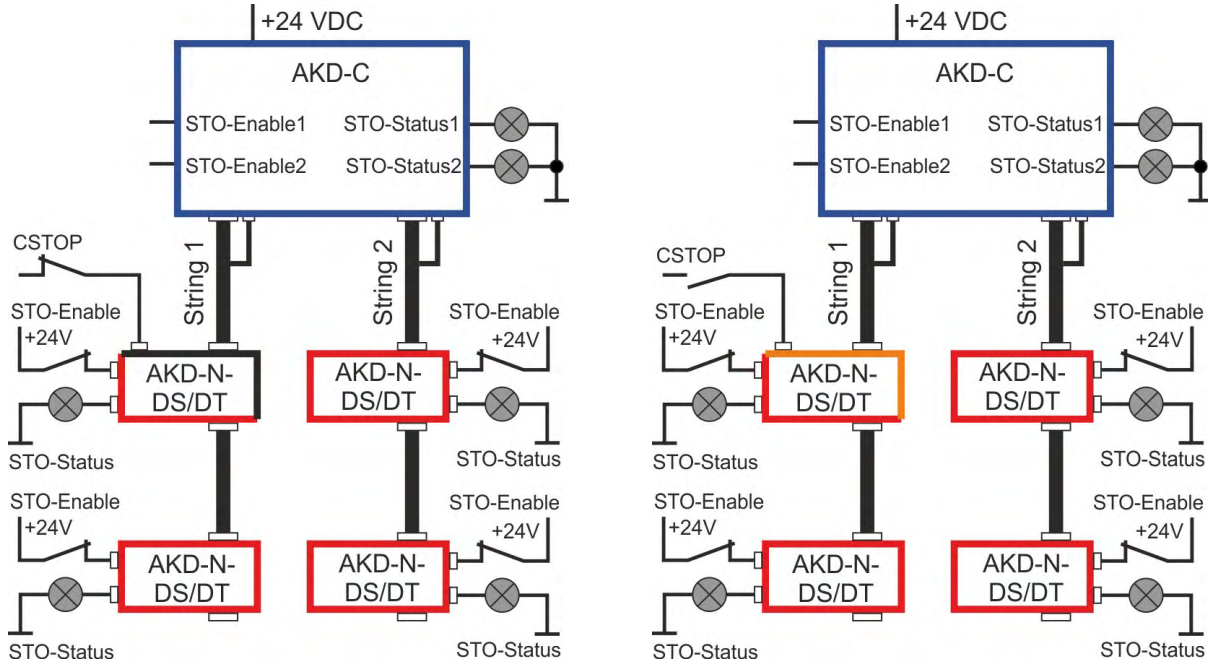 +24 VDC
AKD-C
STO-Enable1
STO-Status1
STO-Enable2
STO-Status2
CSTOP
String 1
String 2
STO-Enable
+24V
STO-Enable
+24V
AKD-N-
DS/DT
AKD-N-
DS/DT
STO-Status
STO-Status
STO-Enable
+24V
STO-Enable
+24V
AKD-N-
DS/DT
AKD-N-
DS/DT
STO-Status
STO-Status
+24 VDC
AKD-C
STO-Enable1
STO-Status1
STO-Enable2
STO-Status2
CSTOP
String 1
String 2
STO-Enable
+24V
STO-Enable
+24V
AKD-N-
DS/DT
AKD-N-
DS/DT
STO-Status
STO-Status
STO-Enable
+24V
STO-Enable
+24V
AKD-N-
DS/DT
AKD-N-
DS/DT
STO-Status
STO-Status